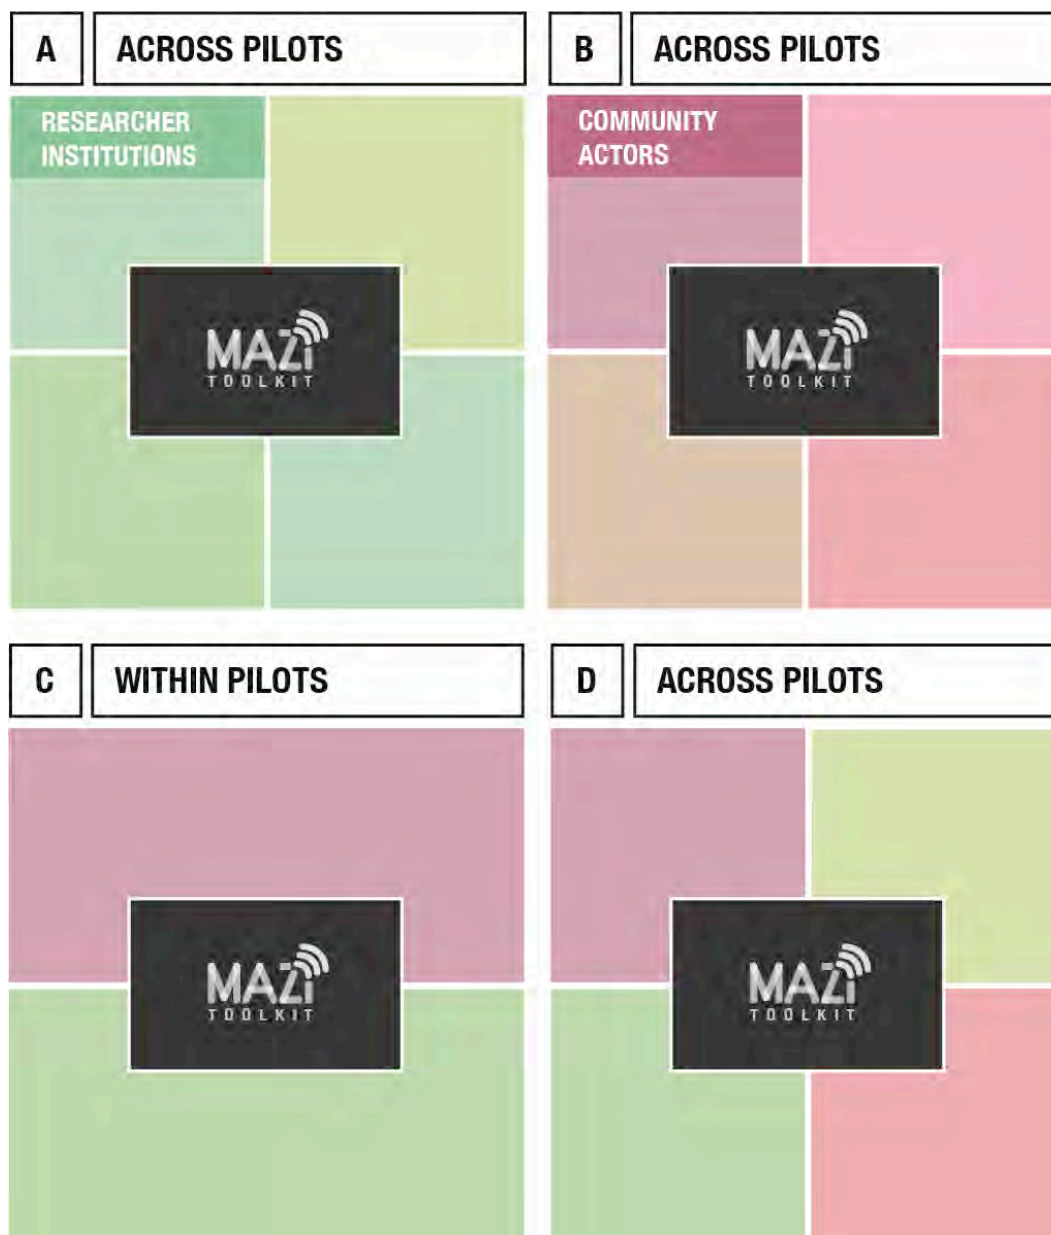 A ACROSS PILOTS
B ACROSS PILOTS
RESEARCHER
INSTITUTIONS
COMMUNITY
ACTORS
MAZi
TOOLKIT
MAZi
TOOLKIT
C WITHIN PILOTS
D ACROSS PILOTS
MAZi
TOOLKIT
MAZi
TOOLKIT